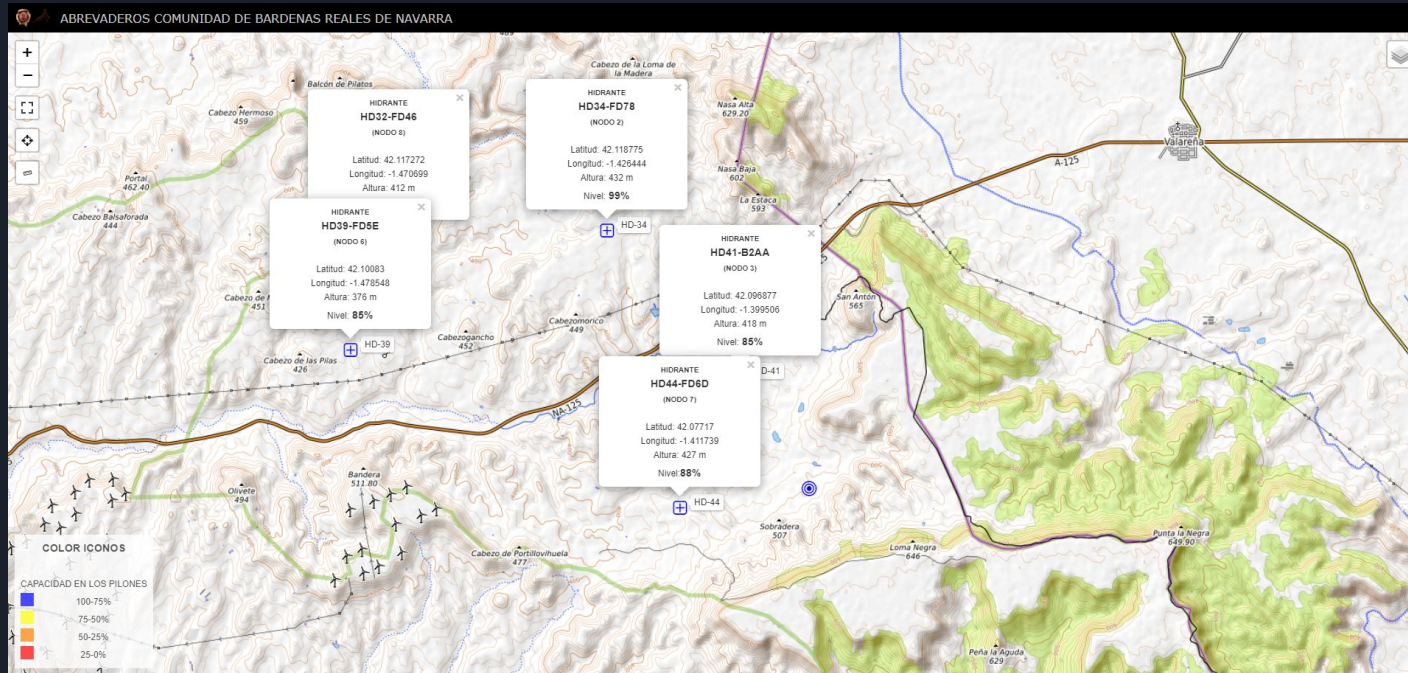 ABREVADEROS COMUNIDAD DE BARDENAS REALES DE NAVARRA
+
−
Balcón de Pilatos
Cabezo Hermoso
459
Portal
462.40
Cabezo Balsaforada
444
Cabezo de la Loma de
la Madera
HIDRANTE
HD32-FD46
(NODO 8)
Latitud: 42.117272
Longitud: -1.470699
Altura: 412 m
HIDRANTE
HD34-FD78
(NODO 2)
Latitud: 42.118775
Longitud: -1.426444
Altura: 432 m
Nivel: 99%
HD-34
Nasa Alta
629.20
Nasa Baja
602
La Estaca
593
Valareña
A-125
HIDRANTE
HD39-FD5E
(NODO 6)
Latitud: 42.10083
Longitud: -1.478548
Altura: 376 m
Nivel: 85%
HD-39
Cabezo de
451
Cabezo de las Pilas
426
Cabezogancho
452
Cabezomorico
449
HIDRANTE
HD41-B2AA
(NODO 3)
Latitud: 42.096877
Longitud: -1.399506
Altura: 418 m
Nivel: 85%
D-41
San Antón
565
HIDRANTE
HD44-FD6D
(NODO 7)
Latitud: 42.07717
Longitud: -1.411739
Altura: 427 m
Nivel:88%
HD-44
NA-125
Bandera
511.80
Olivete
494
Cabezo de Portillovihuela
477
Sobradera
507
Loma Negra
646
Punta la Negra
649.90
Peña la Aguda
629
COLOR ICONOS
CAPACIDAD EN LOS PILONES
100-75%
75-50%
50-25%
25-0%